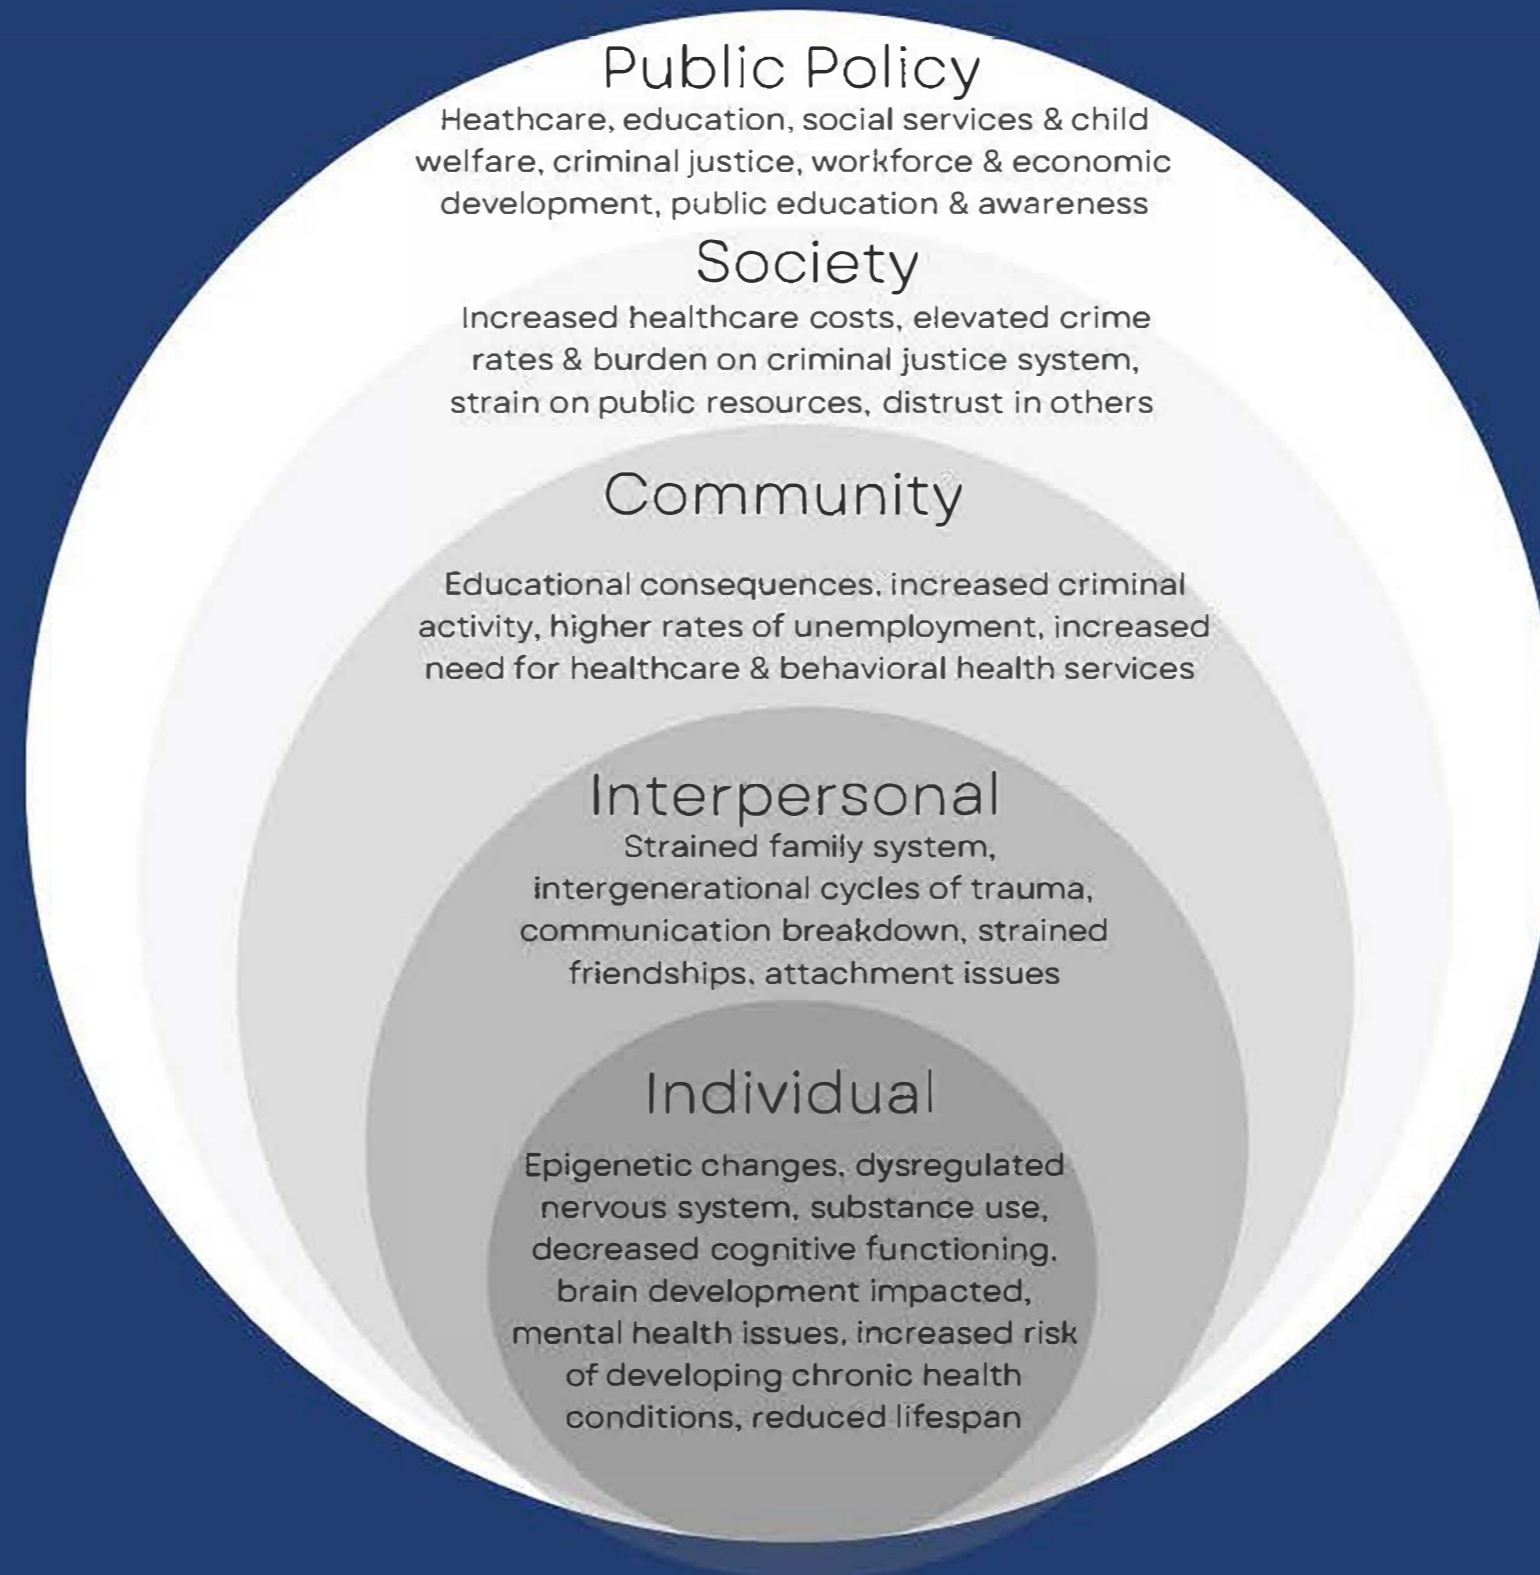 Public Policy
Heathcare, education, social services & child
welfare, criminal justice, workforce & economic
development, public education & awareness
Society
Increased healthcare costs, elevated crime
rates & burden on criminal justice system,
strain on public resources, distrust in others
Community
Educational consequences, increased criminal
activity, higher rates of unemployment, increased
need for healthcare & behavioral health services
Interpersonal
Strained family system,
intergenerational cycles of trauma,
communication breakdown, strained
friendships, attachment issues
Individual
Epigenetic changes, dysregulated
nervous system, substance use,
decreased cognitive functioning,
brain development impacted,
mental health issues, increased risk
of developing chronic health
conditions, reduced lifespan